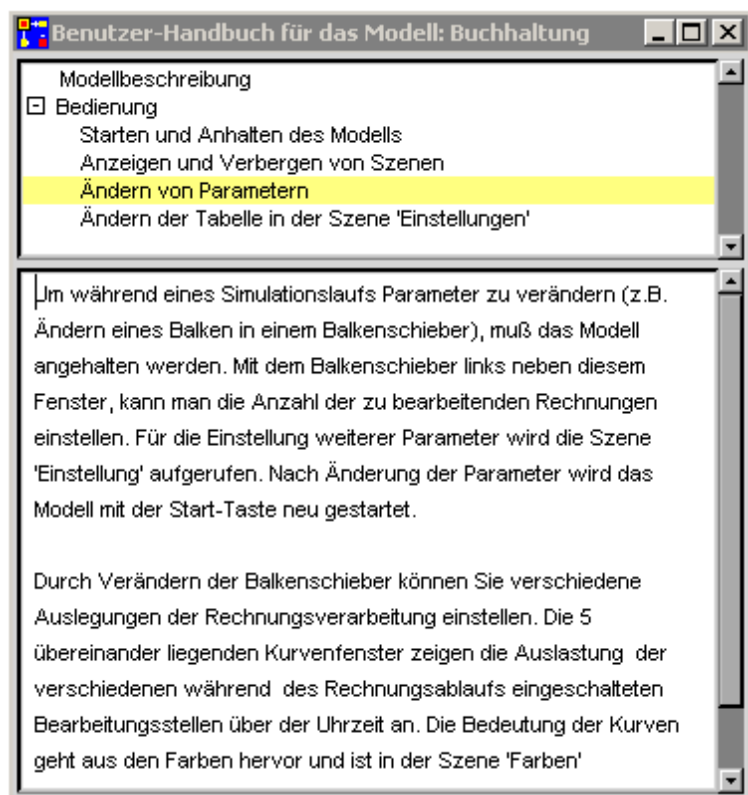 Benutzer-Handbuch für das Modell: Buchhaltung
Modellbeschreibung
Bedienung
Starten und Anhalten des Modells
Anzeigen und Verbergen von Szenen
Ändern von Parametern
Ändern der Tabelle in der Szene 'Einstellungen'
Um während eines Simulationslaufs Parameter zu verändern (z.B.
Ändern eines Balken in einem Balkenschieber), muß das Modell
angehalten werden. Mit dem Balkenschieber links neben diesem
Fenster, kann man die Anzahl der zu bearbeitenden Rechnungen
einstellen. Für die Einstellung weiterer Parameter wird die Szene
'Einstellung' aufgerufen. Nach Änderung der Parameter wird das
Modell mit der Start-Taste neu gestartet.
Durch Verändern der Balkenschieber können Sie verschiedene
Auslegungen der Rechnungsverarbeitung einstellen. Die 5
übereinander liegenden Kurvenfenster zeigen die Auslastung  der
verschiedenen während  des Rechnungsablaufs eingeschalteten
Bearbeitungsstellen über der Uhrzeit an. Die Bedeutung der Kurven
geht aus den Farben hervor und ist in der Szene 'Farben'